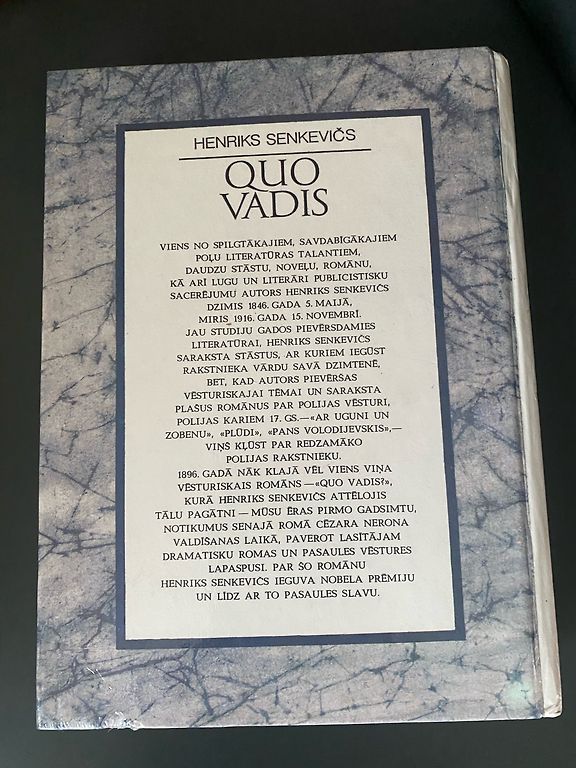 HENRIKS SENKEVIČS
QUO
VADIS
VIENS NO SPILGTĀKAJIEM, SAVDABĪGĀKAJIEM
POĻU LITERATŪRAS TALANTIEM,
DAUDZU STĀSTU, NOVEĻU, ROMĀNU,
KĀ ARĪ LUGU UN LITERĀRI PUBLICISTISKU
SACERĒJUMU AUTORS HENRIKS SENKEVIČS
DZIMIS 1846. GADA 5. MAIJĀ,
MIRIS 1916. GADA 15. NOVEMBRĪ.
JAU STUDIJU GADOS PIEVĒRSDAMIES
LITERATŪRAI, HENRIKS SENKEVIČS
SARAKSTA STĀSTUS, AR KURIEM IEGŪST
RAKSTNIEKA VĀRDU SAVĀ DZIMTENĒ,
BET, KAD AUTORS PIEVĒRŠAS
VĒSTURISKAJAI TĒMAI UN SARAKSTA
PLAŠUS ROMĀNUS PAR POLIJAS VĒSTURI,
POLIJAS KARIEM 17. GS.—«AR UGUNI UN
ZOBENU», «PLŪDI», «PANS VOLODIJEVSKIS»,—
VIŅŠ KĻŪST PAR REDZAMĀKO
POLIJAS RAKSTNIEKU.
1896. GADĀ NĀK KLAJĀ VĒL VIENS VIŅA
VĒSTURISKAIS ROMĀNS—«QUO VADIS?»,
KURĀ HENRIKS SENKEVIČS ATTĒLOJIS
TĀLU PAGĀTNI — MŪSU ĒRAS PIRMO GADSIMTU,
NOTIKUMUS SENAJĀ ROMĀ CĒZARA NERONA
VALDĪŠANAS LAIKĀ, PAVEROT LASĪTĀJAM
DRAMATISKU ROMAS UN PASAULES VĒSTURES
LAPASPUSI. PAR ŠO ROMĀNU
HENRIKS SENKEVIČS IEGUVA NOBELA PRĒMIJU
UN LĪDZ AR TO PASAULES SLAVU.